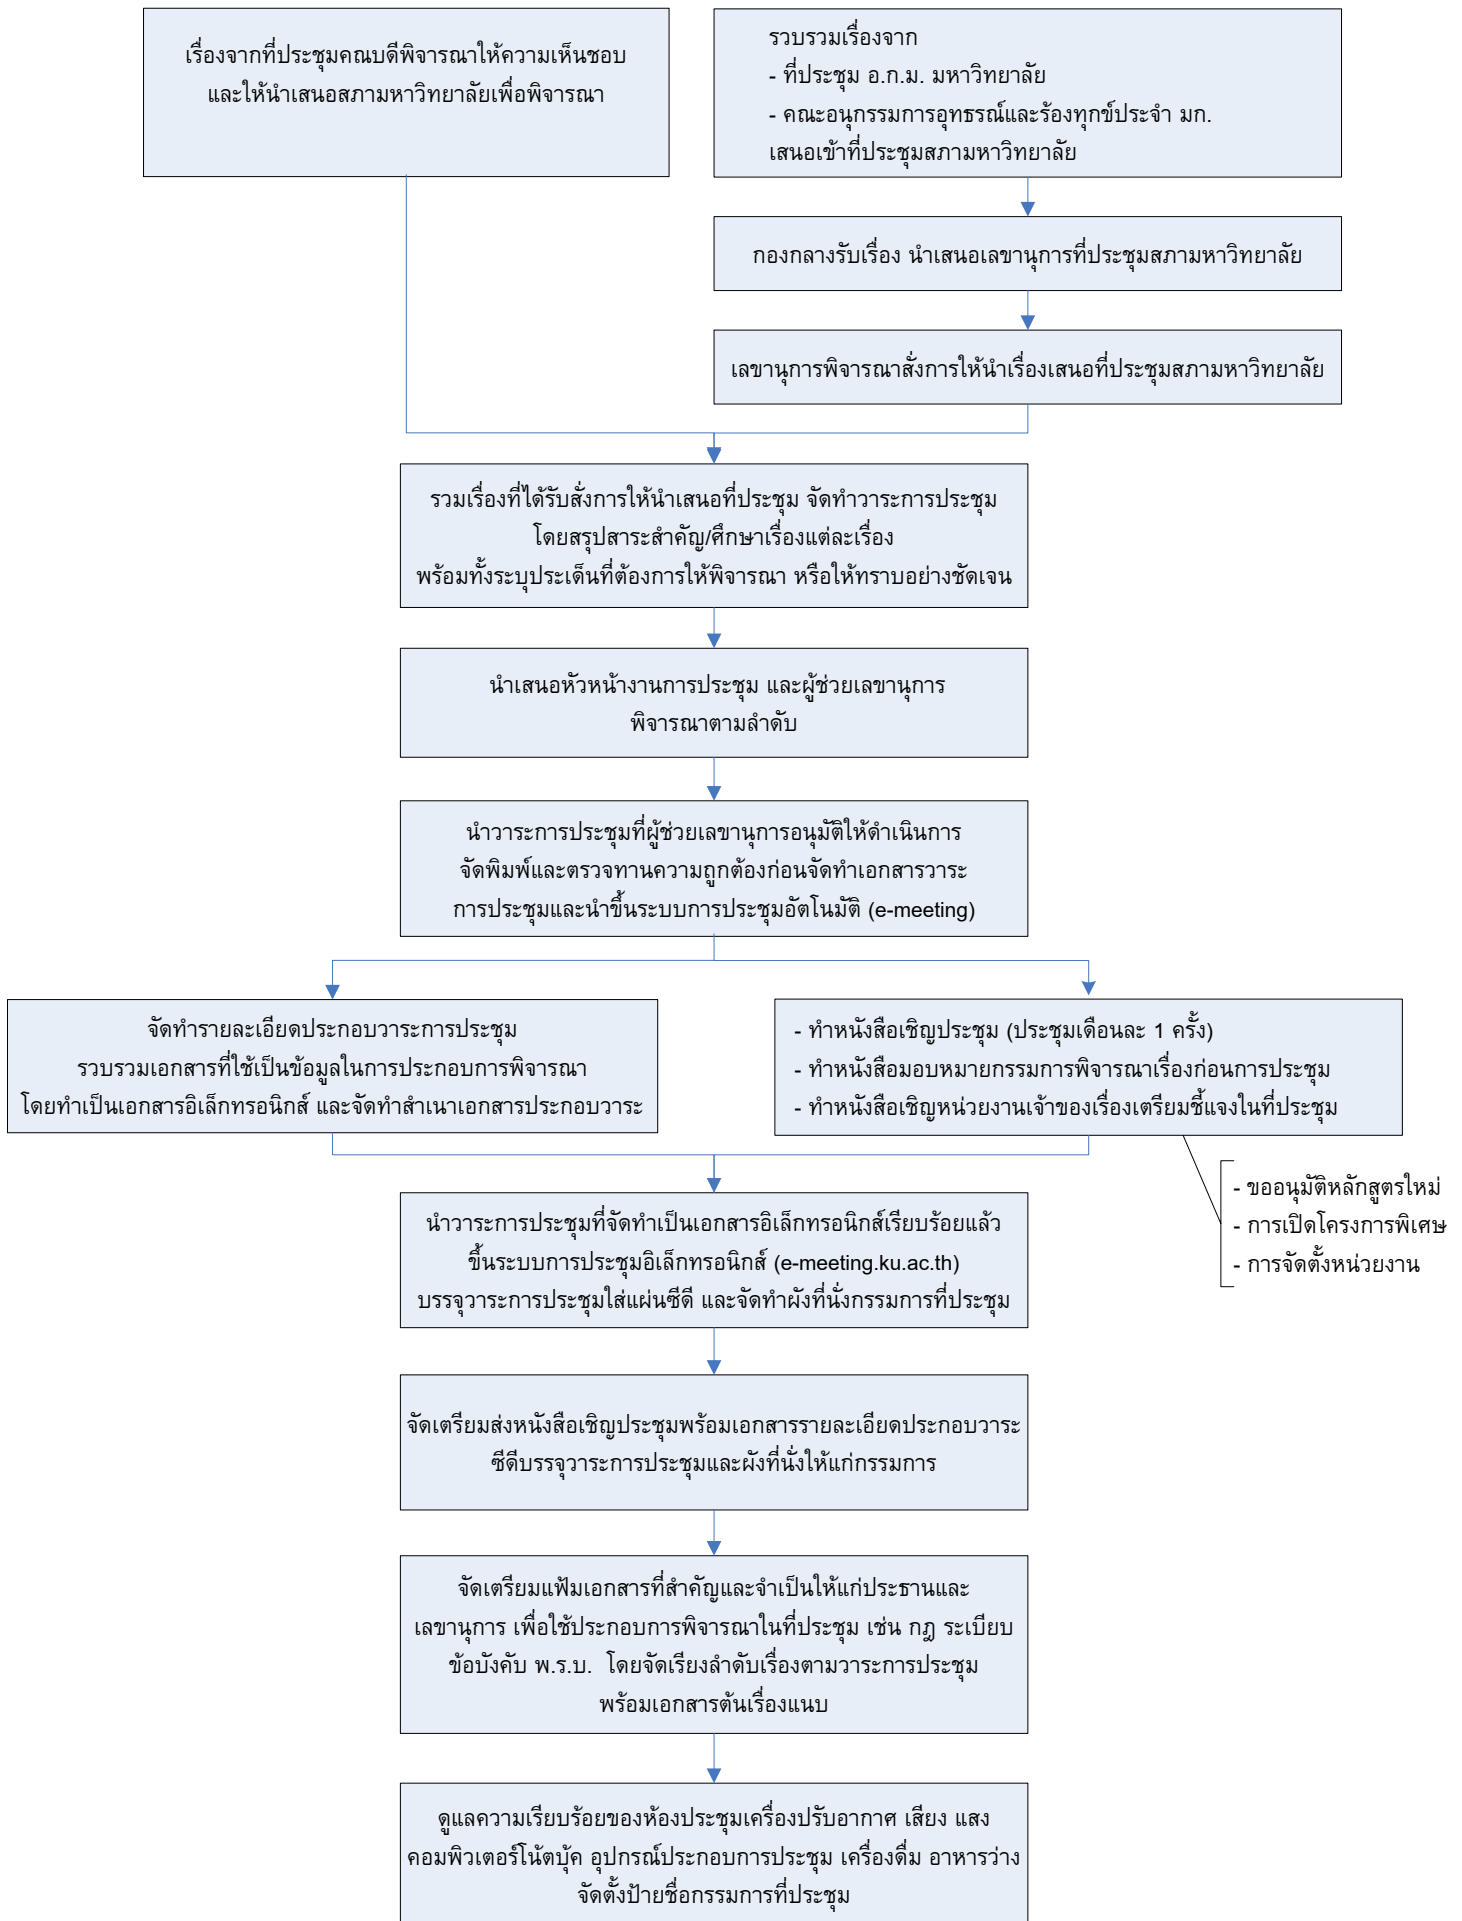 เรื่องจากที่ประชุมคณบดีพิจารณาให้ความเห็นชอบ
และให้นำเสนอสภามหาวิทยาลัยเพื่อพิจารณา
รวบรวมเรื่องจาก
- ที่ประชุม อ.ก.ม. มหาวิทยาลัย
- คณะอนุกรรมการอุทธรณ์และร้องทุกข์ประจำ มก.
เสนอเข้าที่ประชุมสภามหาวิทยาลัย
กองกลางรับเรื่อง นำเสนอเลขานุการที่ประชุมสภามหาวิทยาลัย
เลขานุการพิจารณาสั่งการให้นำเรื่องเสนอที่ประชุมสภามหาวิทยาลัย
รวมเรื่องที่ได้รับสั่งการให้นำเสนอที่ประชุม จัดทำวาระการประชุม
โดยสรุปสาระสำคัญ/ศึกษาเรื่องแต่ละเรื่อง
พร้อมทั้งระบุประเด็นที่ต้องการให้พิจารณา หรือให้ทราบอย่างชัดเจน
นำเสนอหัวหน้างานการประชุม และผู้ช่วยเลขานุการ
พิจารณาตามลำดับ
นำวาระการประชุมที่ผู้ช่วยเลขานุการอนุมัติให้ดำเนินการ
จัดพิมพ์และตรวจทานความถูกต้องก่อนจัดทำเอกสารวาระ
การประชุมและนำขึ้นระบบการประชุมอัตโนมัติ (e-meeting)
จัดทำรายละเอียดประกอบวาระการประชุม
รวบรวมเอกสารที่ใช้เป็นข้อมูลในการประกอบการพิจารณา
โดยทำเป็นเอกสารอิเล็กทรอนิกส์ และจัดทำสำเนาเอกสารประกอบวาระ
- ทำหนังสือเชิญประชุม (ประชุมเดือนละ 1 ครั้ง)
- ทำหนังสือมอบหมายกรรมการพิจารณาเรื่องก่อนการประชุม
- ทำหนังสือเชิญหน่วยงานเจ้าของเรื่องเตรียมชี้แจงในที่ประชุม
- ขออนุมัติหลักสูตรใหม่
- การเปิดโครงการพิเศษ
- การจัดตั้งหน่วยงาน
นำวาระการประชุมที่จัดทำเป็นเอกสารอิเล็กทรอนิกส์เรียบร้อยแล้ว
ขึ้นระบบการประชุมอิเล็กทรอนิกส์ (e-meeting.ku.ac.th)
บรรจุวาระการประชุมใส่แผ่นซีดี และจัดทำผังที่นั่งกรรมการที่ประชุม
จัดเตรียมส่งหนังสือเชิญประชุมพร้อมเอกสารรายละเอียดประกอบวาระ
ซีดีบรรจุวาระการประชุมและผังที่นั่งให้แก่กรรมการ
จัดเตรียมแฟ้มเอกสารที่สำคัญและจำเป็นให้แก่ประธานและ
เลขานุการ เพื่อใช้ประกอบการพิจารณาในที่ประชุม เช่น กฎ ระเบียบ
ข้อบังคับ พ.ร.บ. โดยจัดเรียงลำดับเรื่องตามวาระการประชุม
พร้อมเอกสารต้นเรื่องแนบ
ดูแลความเรียบร้อยของห้องประชุมเครื่องปรับอากาศ เสียง แสง
คอมพิวเตอร์โน้ตบุ้ค อุปกรณ์ประกอบการประชุม เครื่องดื่ม อาหารว่าง
จัดตั้งป้ายชื่อกรรมการที่ประชุม